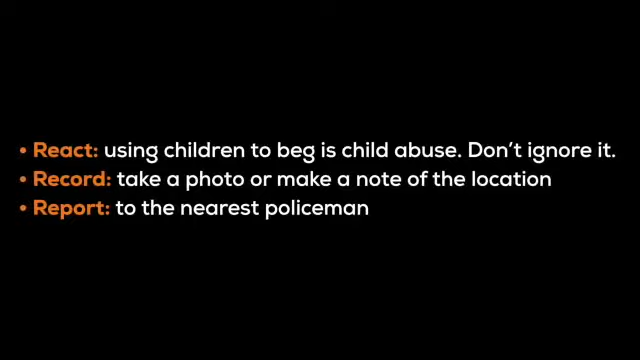 • React: using children to beg is child abuse. Don’t ignore it.
• Record: take a photo or make a note of the location
• Report: to the nearest policeman